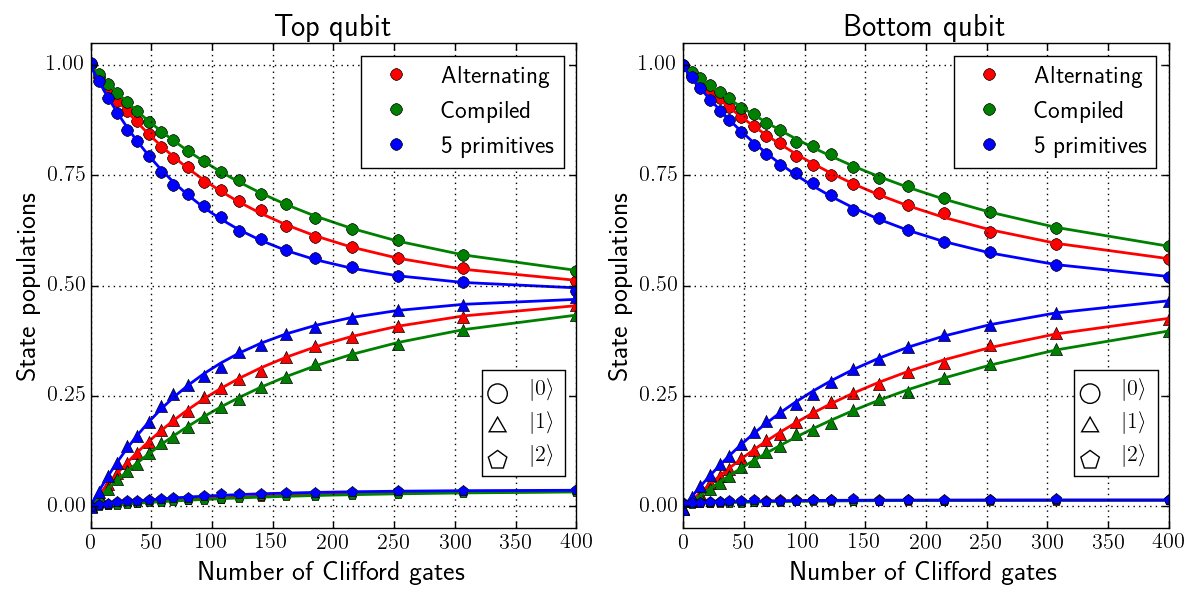 Top qubit
State populations
1.00
0.75
0.50
0.25
0.00
0 50 100 150 200 250 300 350 400
Number of Clifford gates
Alternating
Compiled
5 primitives
|0⟩
|1⟩
|2⟩
Bottom qubit
State populations
1.00
0.75
0.50
0.25
0.00
0 50 100 150 200 250 300 350 400
Number of Clifford gates
Alternating
Compiled
5 primitives
|0⟩
|1⟩
|2⟩